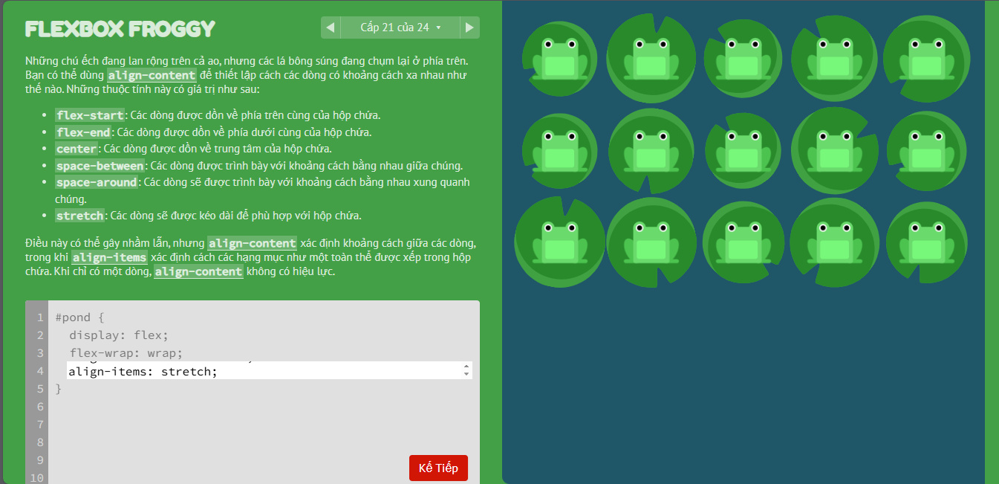 FLEXBOX FROGGY
Cấp 21 của 24
Những chú ếch đang lan rộng trên cả ao, nhưng các lá bông súng đang chụm lại ở phía trên.
Bạn có thể dùng align-content để thiết lập cách các dòng có khoảng cách xa nhau như
thế nào. Những thuộc tính này có giá trị như sau:
• flex-start: Các dòng được dồn về phía trên cùng của hộp chứa.
• flex-end: Các dòng được dồn về phía dưới cùng của hộp chứa.
• center: Các dòng được dồn về trung tâm của hộp chứa.
• space-between: Các dòng được trình bày với khoảng cách bằng nhau giữa chúng.
• space-around: Các dòng sẽ được trình bày với khoảng cách bằng nhau xung quanh
chúng.
• stretch: Các dòng sẽ được kéo dài để phù hợp với hộp chứa.
Điều này có thể gây nhầm lẫn, nhưng align-content xác định khoảng cách giữa các dòng,
trong khi align-items xác định cách các hạng mục như một toàn thể được xếp trong hộp
chứa. Khi chỉ có một dòng, align-content không có hiệu lực.
1 #pond {
2 display: flex;
3 flex-wrap: wrap;
4 align-items: stretch;
5 }
6
7
8
9
10
Kế Tiếp